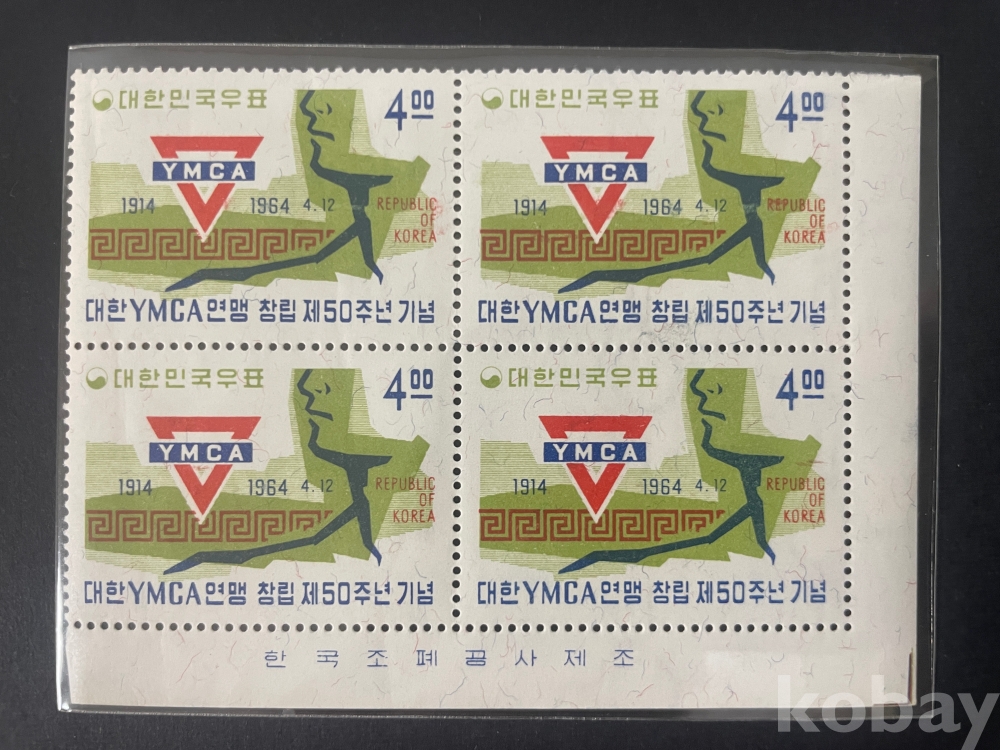 대한민국우표 4.00
YMCA
1914 1964 4.12
REPUBLIC
OF
KOREA
대한YMCA연맹 창립 제50주년기념
대한민국우표 4.00
YMCA
1914 1964 4.12
REPUBLIC
OF
KOREA
대한YMCA연맹 창립 제50주년기념
대한민국우표 4.00
YMCA
1914 1964 4.12
REPUBLIC
OF
KOREA
대한YMCA연맹 창립 제50주년기념
대한민국우표 4.00
YMCA
1914 1964 4.12
REPUBLIC
OF
KOREA
대한YMCA연맹 창립 제50주년기념
한국조폐공사제조
kobay